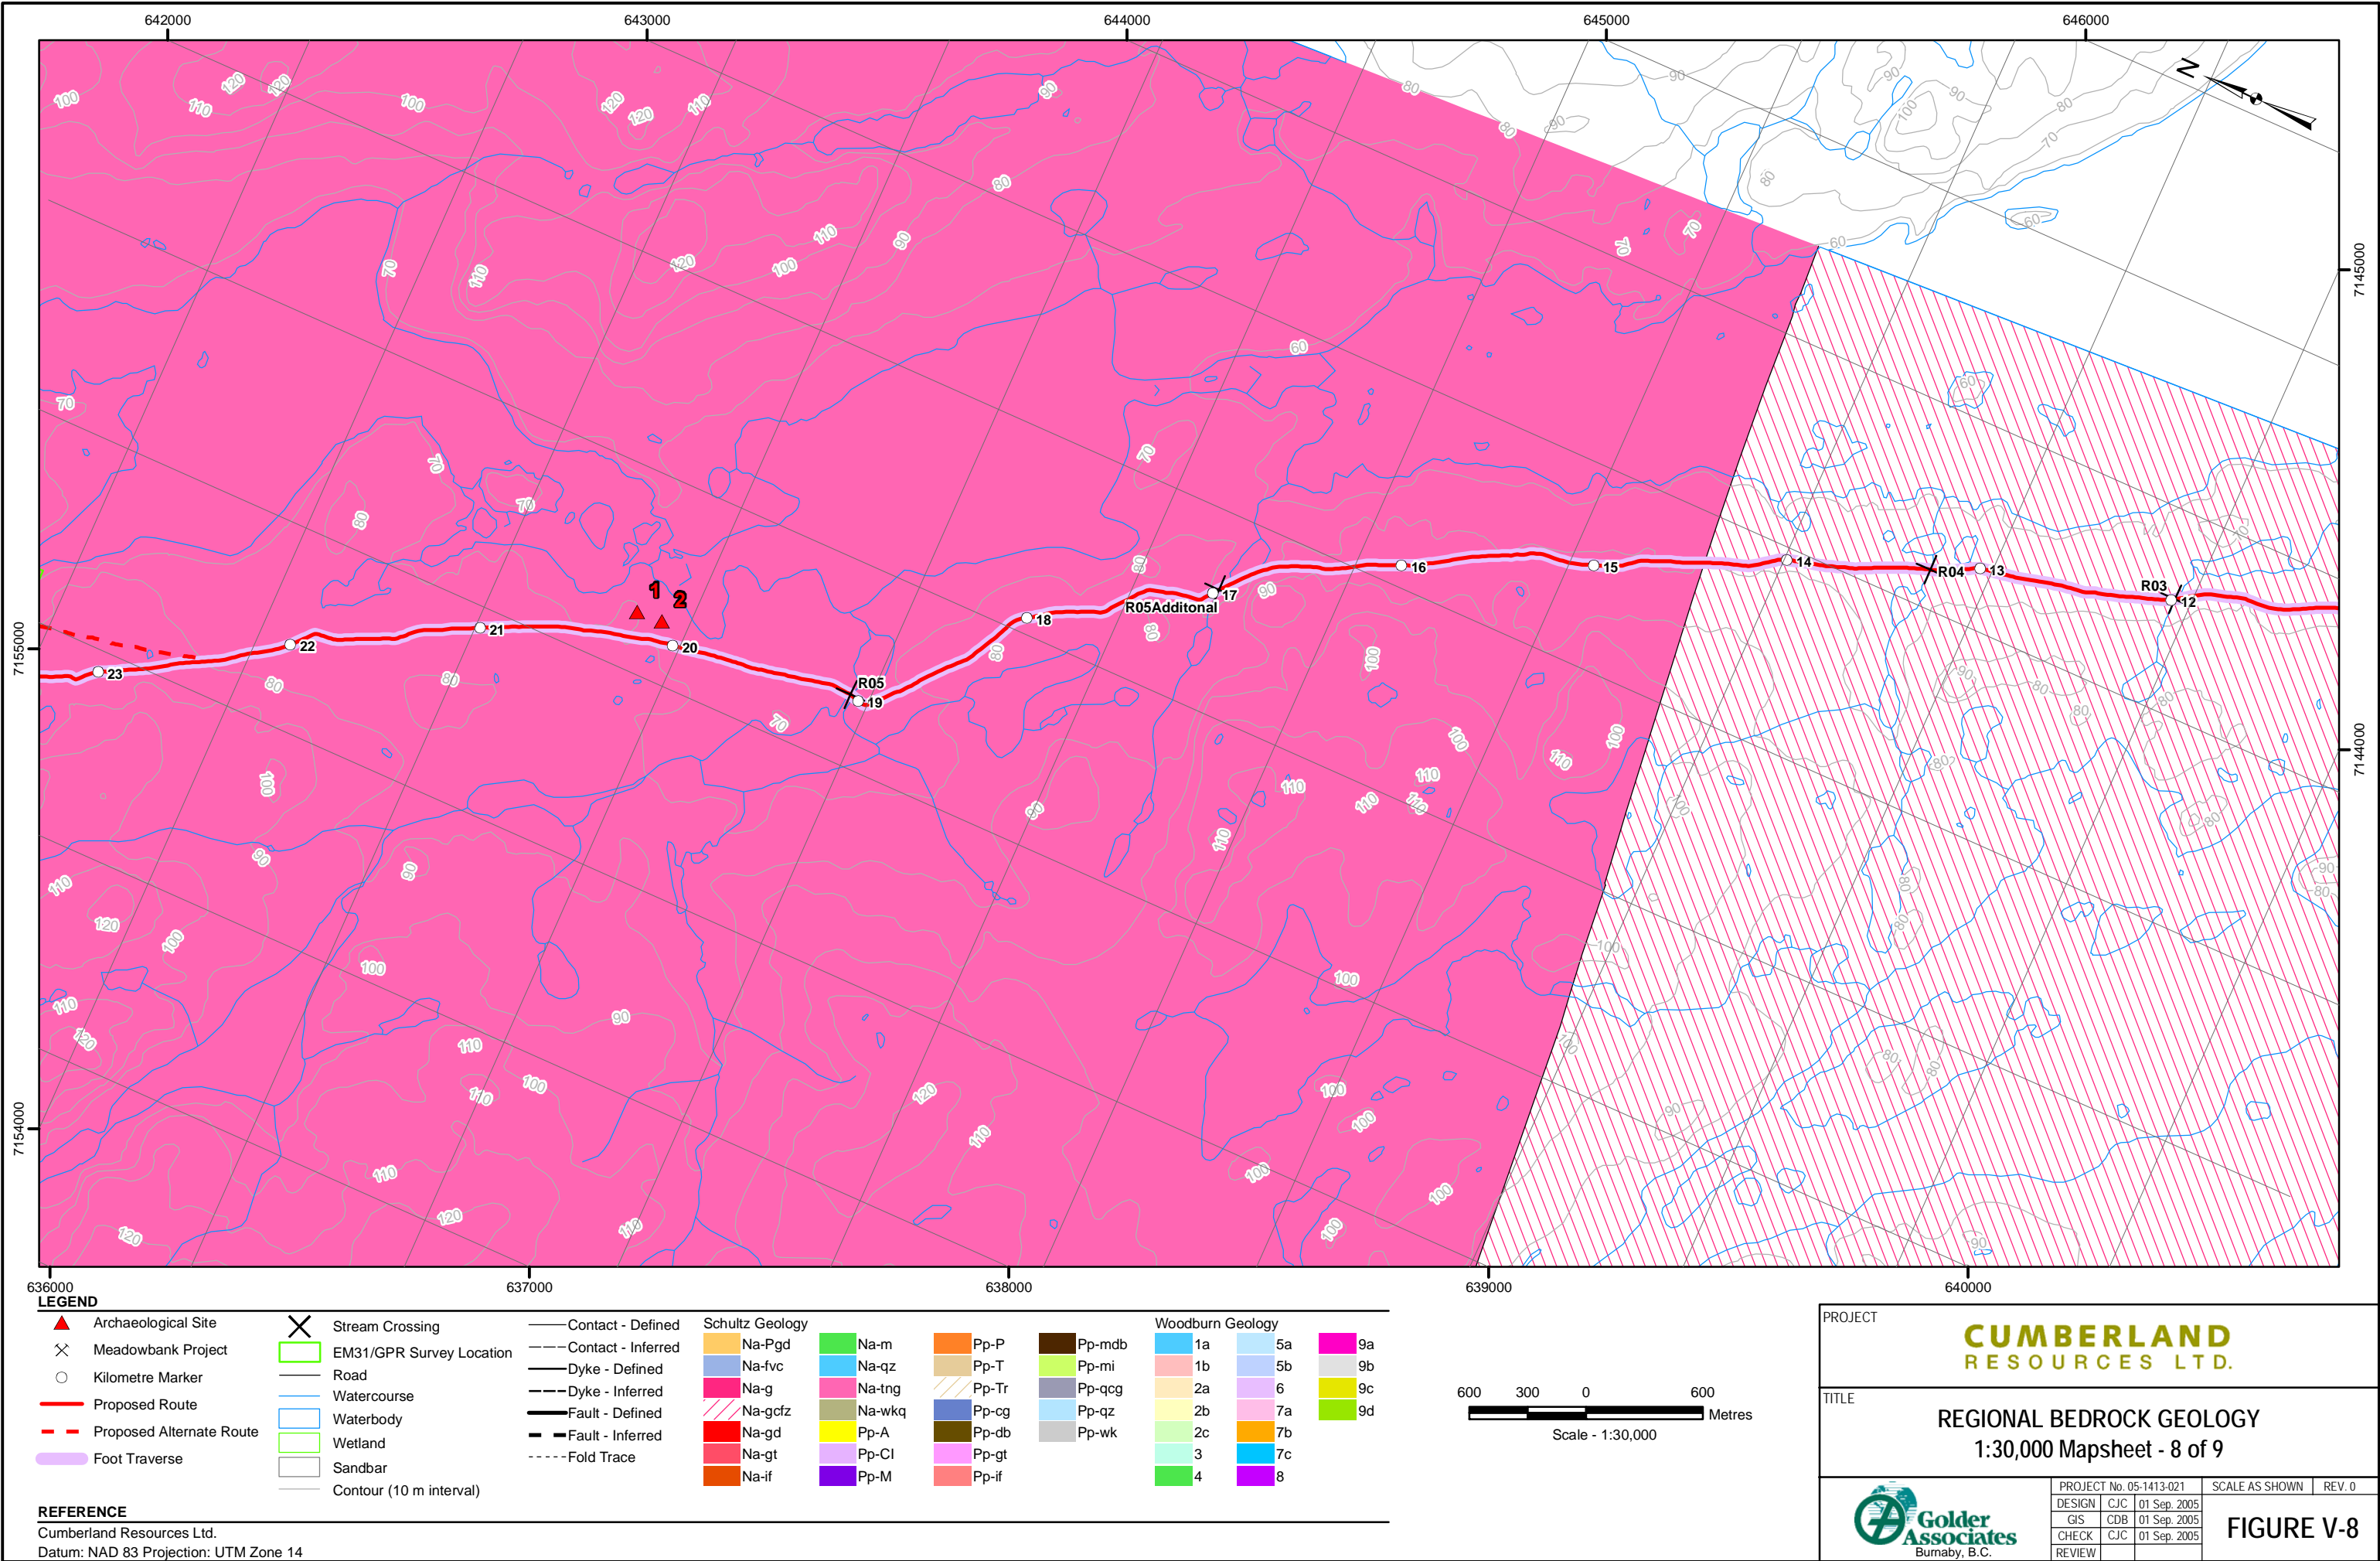 642000 643000 644000 645000 646000
N
7145000
7144000
7155000
7154000
1
2
23
22
21
20
R05
19
18
R05Additonal
17
16
15
14
R04
13
R03
12
636000 637000 638000 639000 640000
LEGEND
Archaeological Site
Meadowbank Project
Kilometre Marker
Proposed Route
Proposed Alternate Route
Foot Traverse
Stream Crossing
EM31/GPR Survey Location
Road
Watercourse
Waterbody
Wetland
Sandbar
Contour (10 m interval)
Contact - Defined
Contact - Inferred
Dyke - Defined
Dyke - Inferred
Fault - Defined
Fault - Inferred
Fold Trace
Schultz Geology
Na-Pgd
Na-fvc
Na-g
Na-gcfz
Na-gd
Na-gt
Na-if
Na-m
Na-qz
Na-tng
Na-wkq
Pp-A
Pp-CI
Pp-M
Pp-P
Pp-T
Pp-Tr
Pp-cg
Pp-db
Pp-gt
Pp-if
Pp-mdb
Pp-mi
Pp-qcg
Pp-qz
Pp-wk
Woodburn Geology
1a
1b
2a
2b
2c
3
4
5a
5b
6
7a
7b
7c
8
9a
9b
9c
9d
600 300 0 600
Metres
Scale - 1:30,000
REFERENCE
Cumberland Resources Ltd.
Datum: NAD 83 Projection: UTM Zone 14
PROJECT
CUMBERLAND
RESOURCES LTD.
TITLE
REGIONAL BEDROCK GEOLOGY
1:30,000 Mapsheet - 8 of 9
Golder
Associates
Burnaby, B.C.
PROJECT No. 05-1413-021 SCALE AS SHOWN REV. 0
DESIGN CJC 01 Sep. 2005
GIS CDB 01 Sep. 2005
CHECK CJC 01 Sep. 2005
REVIEW
FIGURE V-8